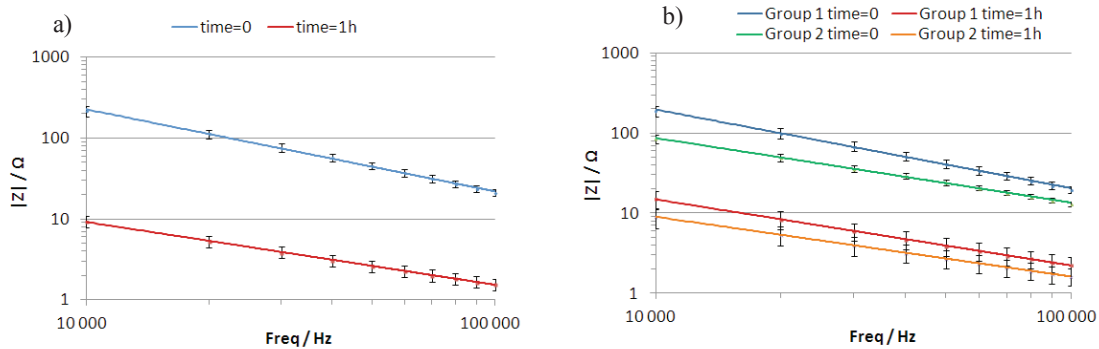 a)
time=0 time=1h
1000
100
10
1
|Z| / Ω
10 000 100 000
Freq / Hz
b)
Group 1 time=0 Group 1 time=1h
Group 2 time=0 Group 2 time=1h
1000
100
10
1
|Z| / Ω
10 000 100 000
Freq / Hz